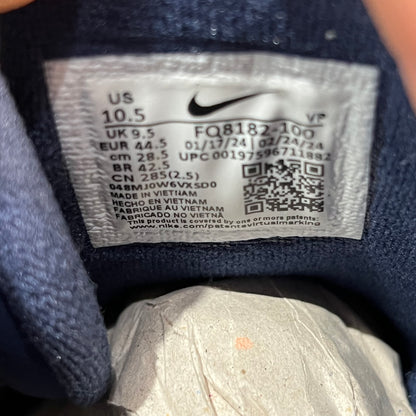 US
10.5
VP
UK 9.5 FQ8182-100
EUR 44.5 01/17/24 02/24/24
cm 28.5 UPC 00197596711882
BR 42.5
CN 285(2.5)
048MJ0W6VXSD0
MADE IN VIETNAM
HECHO EN VIETNAM
FABRIQUE AU VIETNAM
FABRICADO NO VIETNÃ
This product is covered by one or more patents:
www.nike.com/patentsvirtualmarking